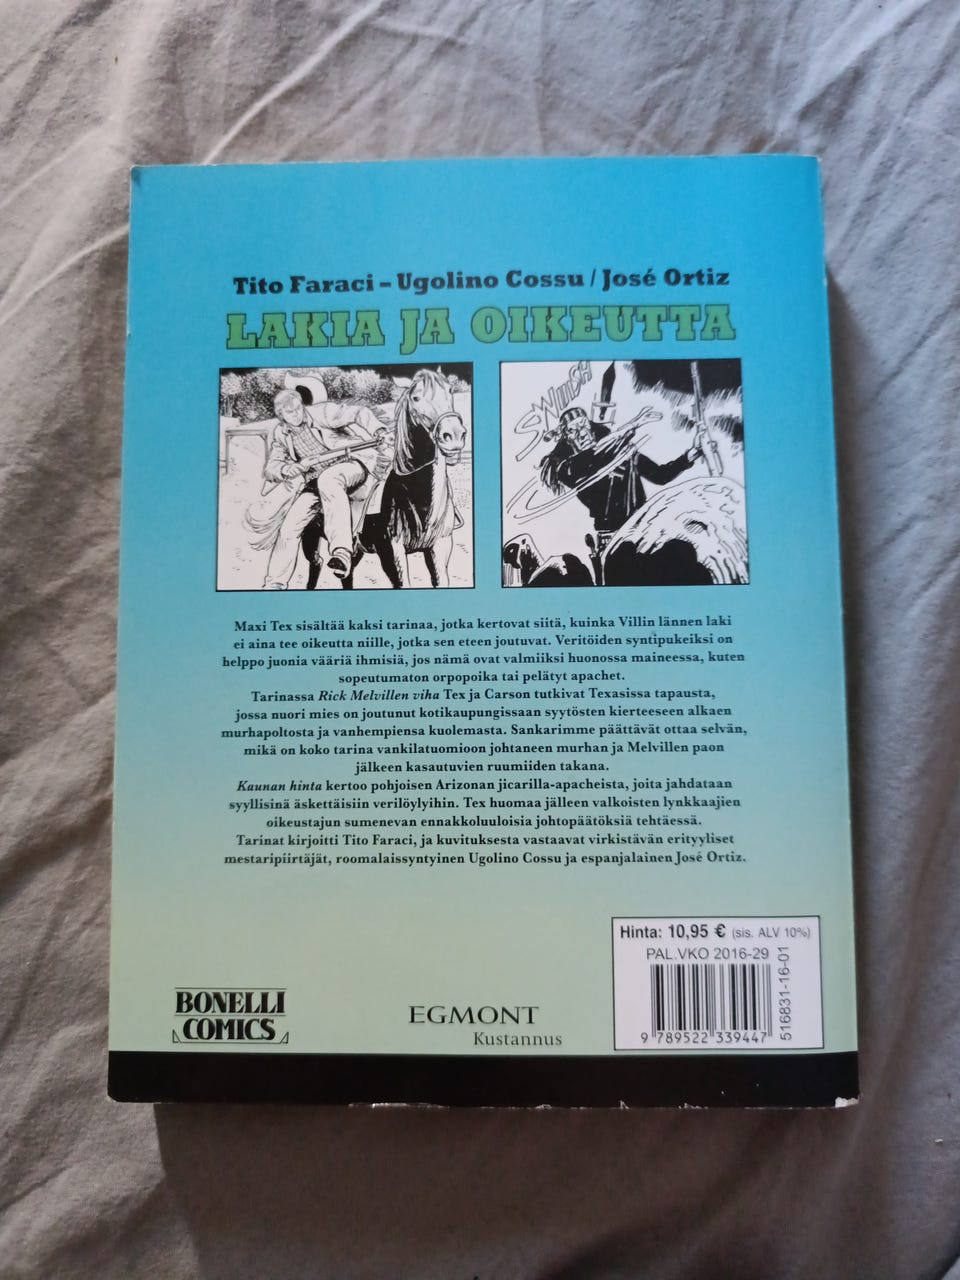 Tito Faraci – Ugolino Cossu / José Ortiz
LAKIA JA OIKEUTTA
SWIIISH
Maxi Tex sisältää kaksi tarinaa, jotka kertovat siitä, kuinka Villin lännen laki
ei aina tee oikeutta niille, jotka sen eteen joutuvat. Veritöiden syntipukeiksi on
helppo juonia vääriä ihmisiä, jos nämä ovat valmiiksi huonossa maineessa, kuten
sopeutumaton orpopoika tai pelätyt apachet.
Tarinassa Rick Melvillen viha Tex ja Carson tutkivat Texasissa tapausta,
jossa nuori mies on joutunut kotikaupungissaan syytösten kierteeseen alkaen
murhapoltosta ja vanhempiensa kuolemasta. Sankarimme päättävät ottaa selvän,
mikä on koko tarina vankilatuomioon johtaneen murhan ja Melvillen paon
jälkeen kasautuvien ruumiiden takana.
Kaunan hinta kertoo pohjoisen Arizonan jicarilla-apacheista, joita jahdataan
syyllisinä äskettäisiin verilöylyihin. Tex huomaa jälleen valkoisten lynkkaajien
oikeustajun sumenevan ennakkoluuloisia johtopäätöksiä tehtäessä.
Tarinat kirjoitti Tito Faraci, ja kuvituksesta vastaavat virkistävän erityyliset
mestaripiirtäjät, roomalaissyntyinen Ugolino Cossu ja espanjalainen José Ortiz.
Hinta: 10,95 € (sis. ALV 10%)
PAL.VKO 2016-29
516831-16-01
9 789522 339447
BONELLI
COMICS
EGMONT
Kustannus